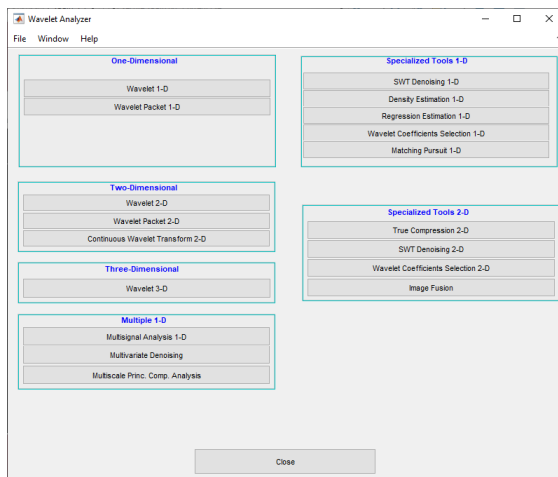 Wavelet Analyzer
File Window Help
One-Dimensional
Wavelet 1-D
Wavelet Packet 1-D
Two-Dimensional
Wavelet 2-D
Wavelet Packet 2-D
Continuous Wavelet Transform 2-D
Three-Dimensional
Wavelet 3-D
Multiple 1-D
Multisignal Analysis 1-D
Multivariate Denoising
Multiscale Princ. Comp. Analysis
Specialized Tools 1-D
SWT Denoising 1-D
Density Estimation 1-D
Regression Estimation 1-D
Wavelet Coefficients Selection 1-D
Matching Pursuit 1-D
Specialized Tools 2-D
True Compression 2-D
SWT Denoising 2-D
Wavelet Coefficients Selection 2-D
Image Fusion
Close